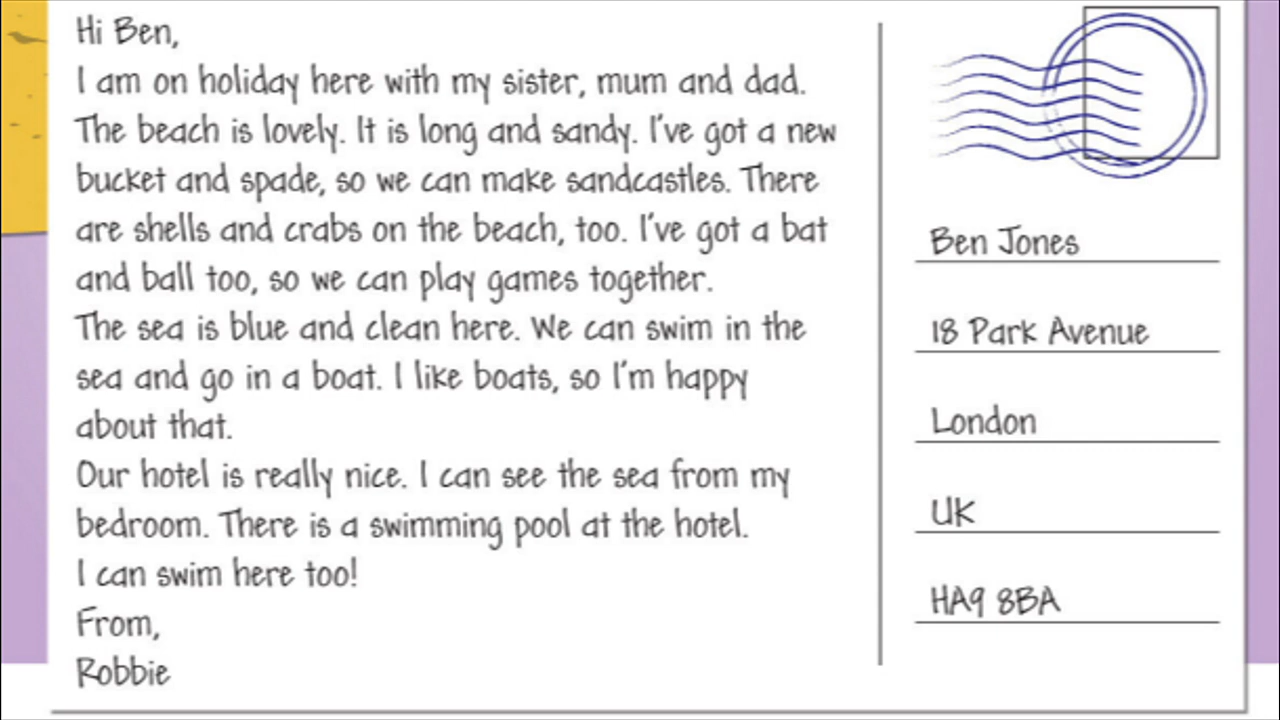 Hi Ben,
I am on holiday here with my sister, mum and dad.
The beach is lovely. It is long and sandy. I've got a new
bucket and spade, so we can make sandcastles. There
are shells and crabs on the beach, too. I've got a bat
and ball too, so we can play games together.
The sea is blue and clean here. We can swim in the
sea and go in a boat. I like boats, so I'm happy
about that.
Our hotel is really nice. I can see the sea from my
bedroom. There is a swimming pool at the hotel.
I can swim here too!
From,
Robbie
Ben Jones
18 Park Avenue
London
UK
HA9 8BA